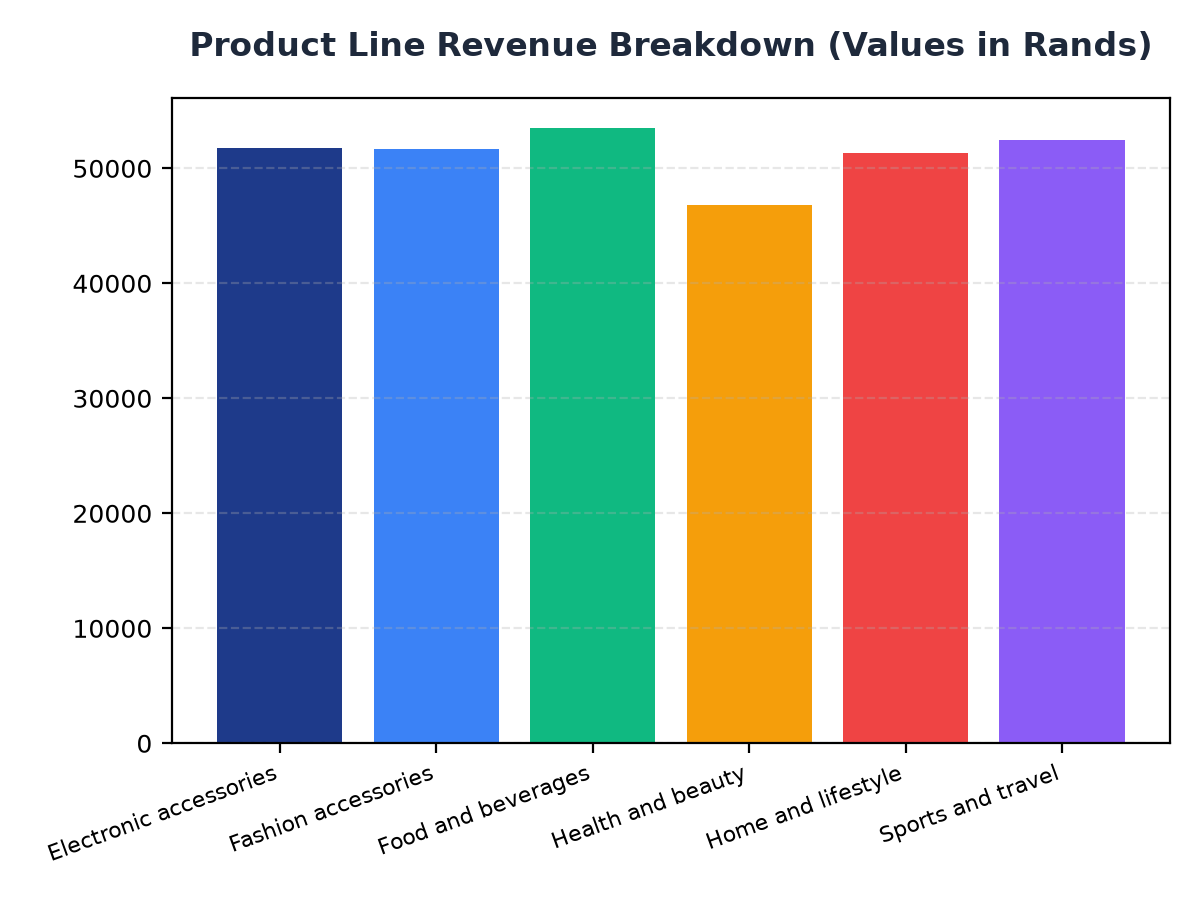 Product Line Revenue Breakdown (Values in Rands)
50000
40000
30000
20000
10000
0
Electronic accessories
Fashion accessories
Food and beverages
Health and beauty
Home and lifestyle
Sports and travel